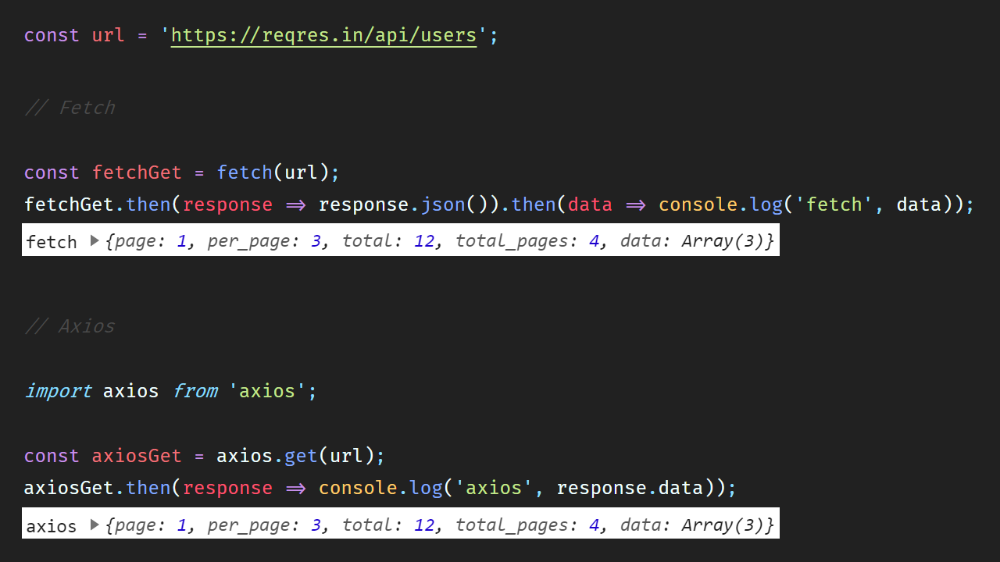 const url = 'https://reqres.in/api/users';
// Fetch
const fetchGet = fetch(url);
fetchGet.then(response => response.json()).then(data => console.log('fetch', data));
fetch ▶ {page: 1, per_page: 3, total: 12, total_pages: 4, data: Array(3)}
// Axios
import axios from 'axios';
const axiosGet = axios.get(url);
axiosGet.then(response => console.log('axios', response.data));
axios ▶ {page: 1, per_page: 3, total: 12, total_pages: 4, data: Array(3)}